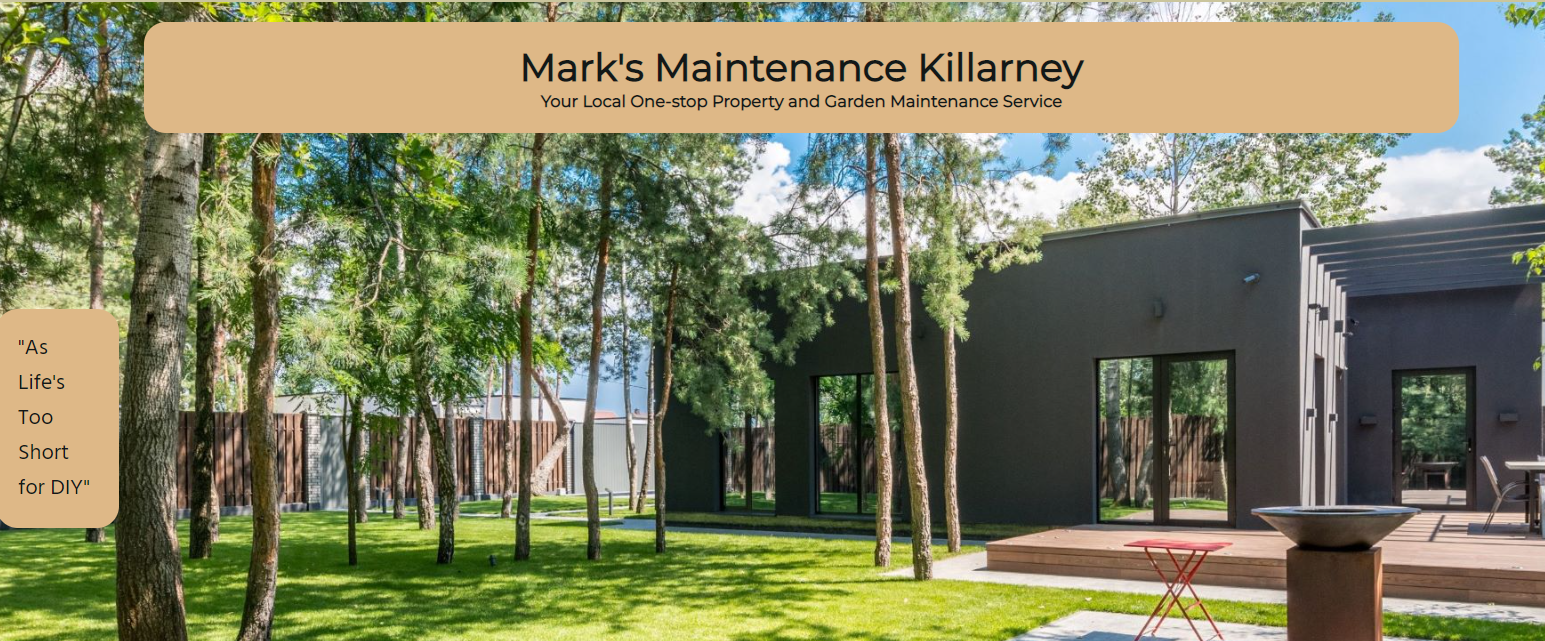 Mark's Maintenance Killarney
Your Local One-stop Property and Garden Maintenance Service
"As
Life's
Too
Short
for DIY"